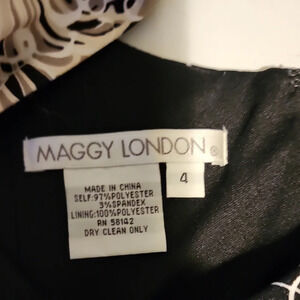 MAGGY LONDON®
4
MADE IN CHINA
SELF:97%POLYESTER
3%SPANDEX
LINING:100%POLYESTER
RN 58142
DRY CLEAN ONLY